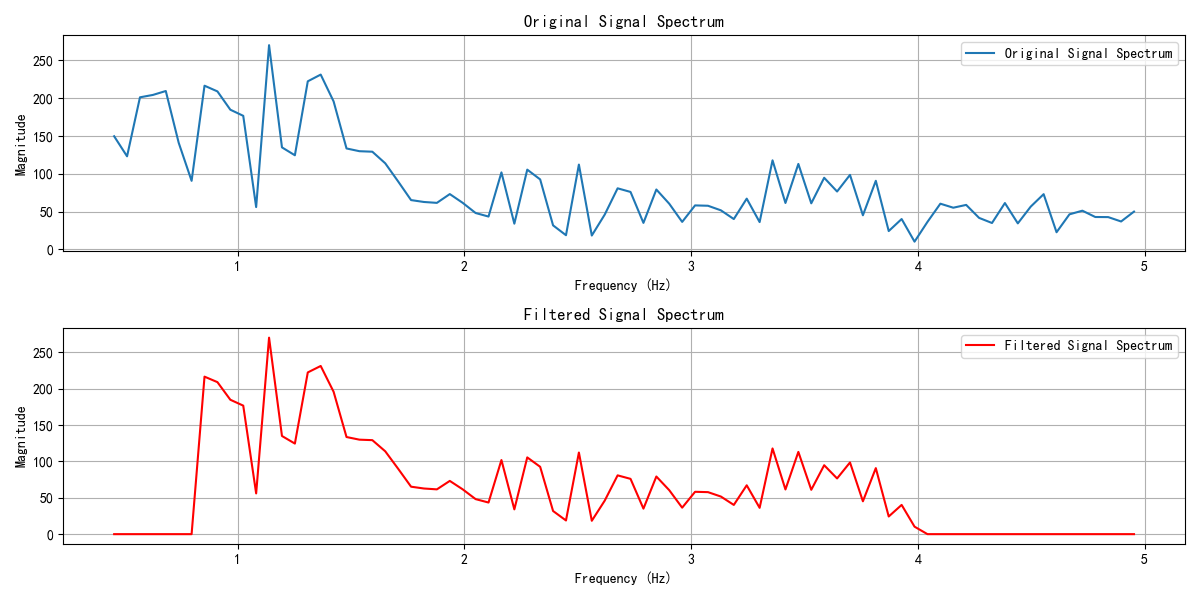 Original Signal Spectrum
Original Signal Spectrum
Magnitude
250
200
150
100
50
0
1
2
3
4
5
Frequency (Hz)
Filtered Signal Spectrum
Filtered Signal Spectrum
Magnitude
250
200
150
100
50
0
1
2
3
4
5
Frequency (Hz)